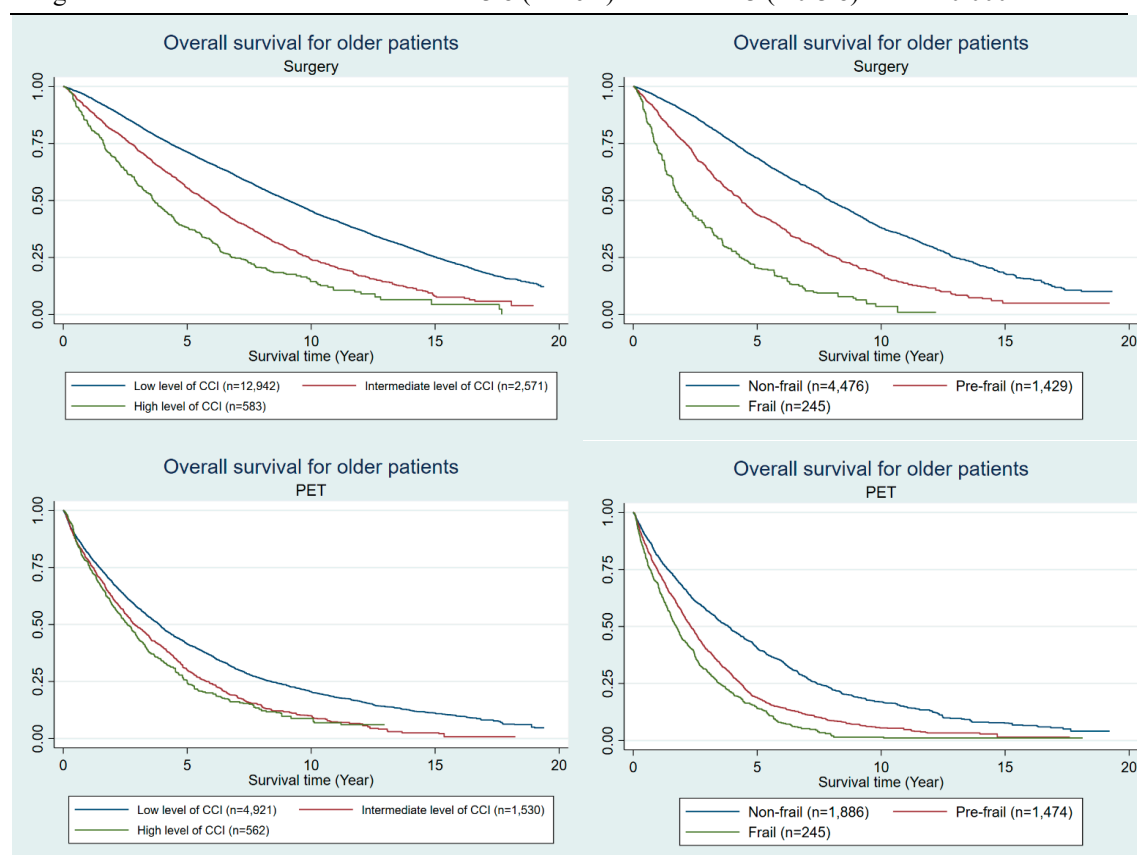 Overall survival for older patients
Surgery
1.00
0.75
0.50
0.25
0.00
0 5 10 15 20
Survival time (Year)
Low level of CCI (n=12,942) Intermediate level of CCI (n=2,571)
High level of CCI (n=583)
Overall survival for older patients
Surgery
1.00
0.75
0.50
0.25
0.00
0 5 10 15 20
Survival time (Year)
Non-frail (n=4,476) Pre-frail (n=1,429)
Frail (n=245)
Overall survival for older patients
PET
1.00
0.75
0.50
0.25
0.00
0 5 10 15 20
Survival time (Year)
Low level of CCI (n=4,921) Intermediate level of CCI (n=1,530)
High level of CCI (n=562)
Overall survival for older patients
PET
1.00
0.75
0.50
0.25
0.00
0 5 10 15 20
Survival time (Year)
Non-frail (n=1,886) Pre-frail (n=1,474)
Frail (n=245)